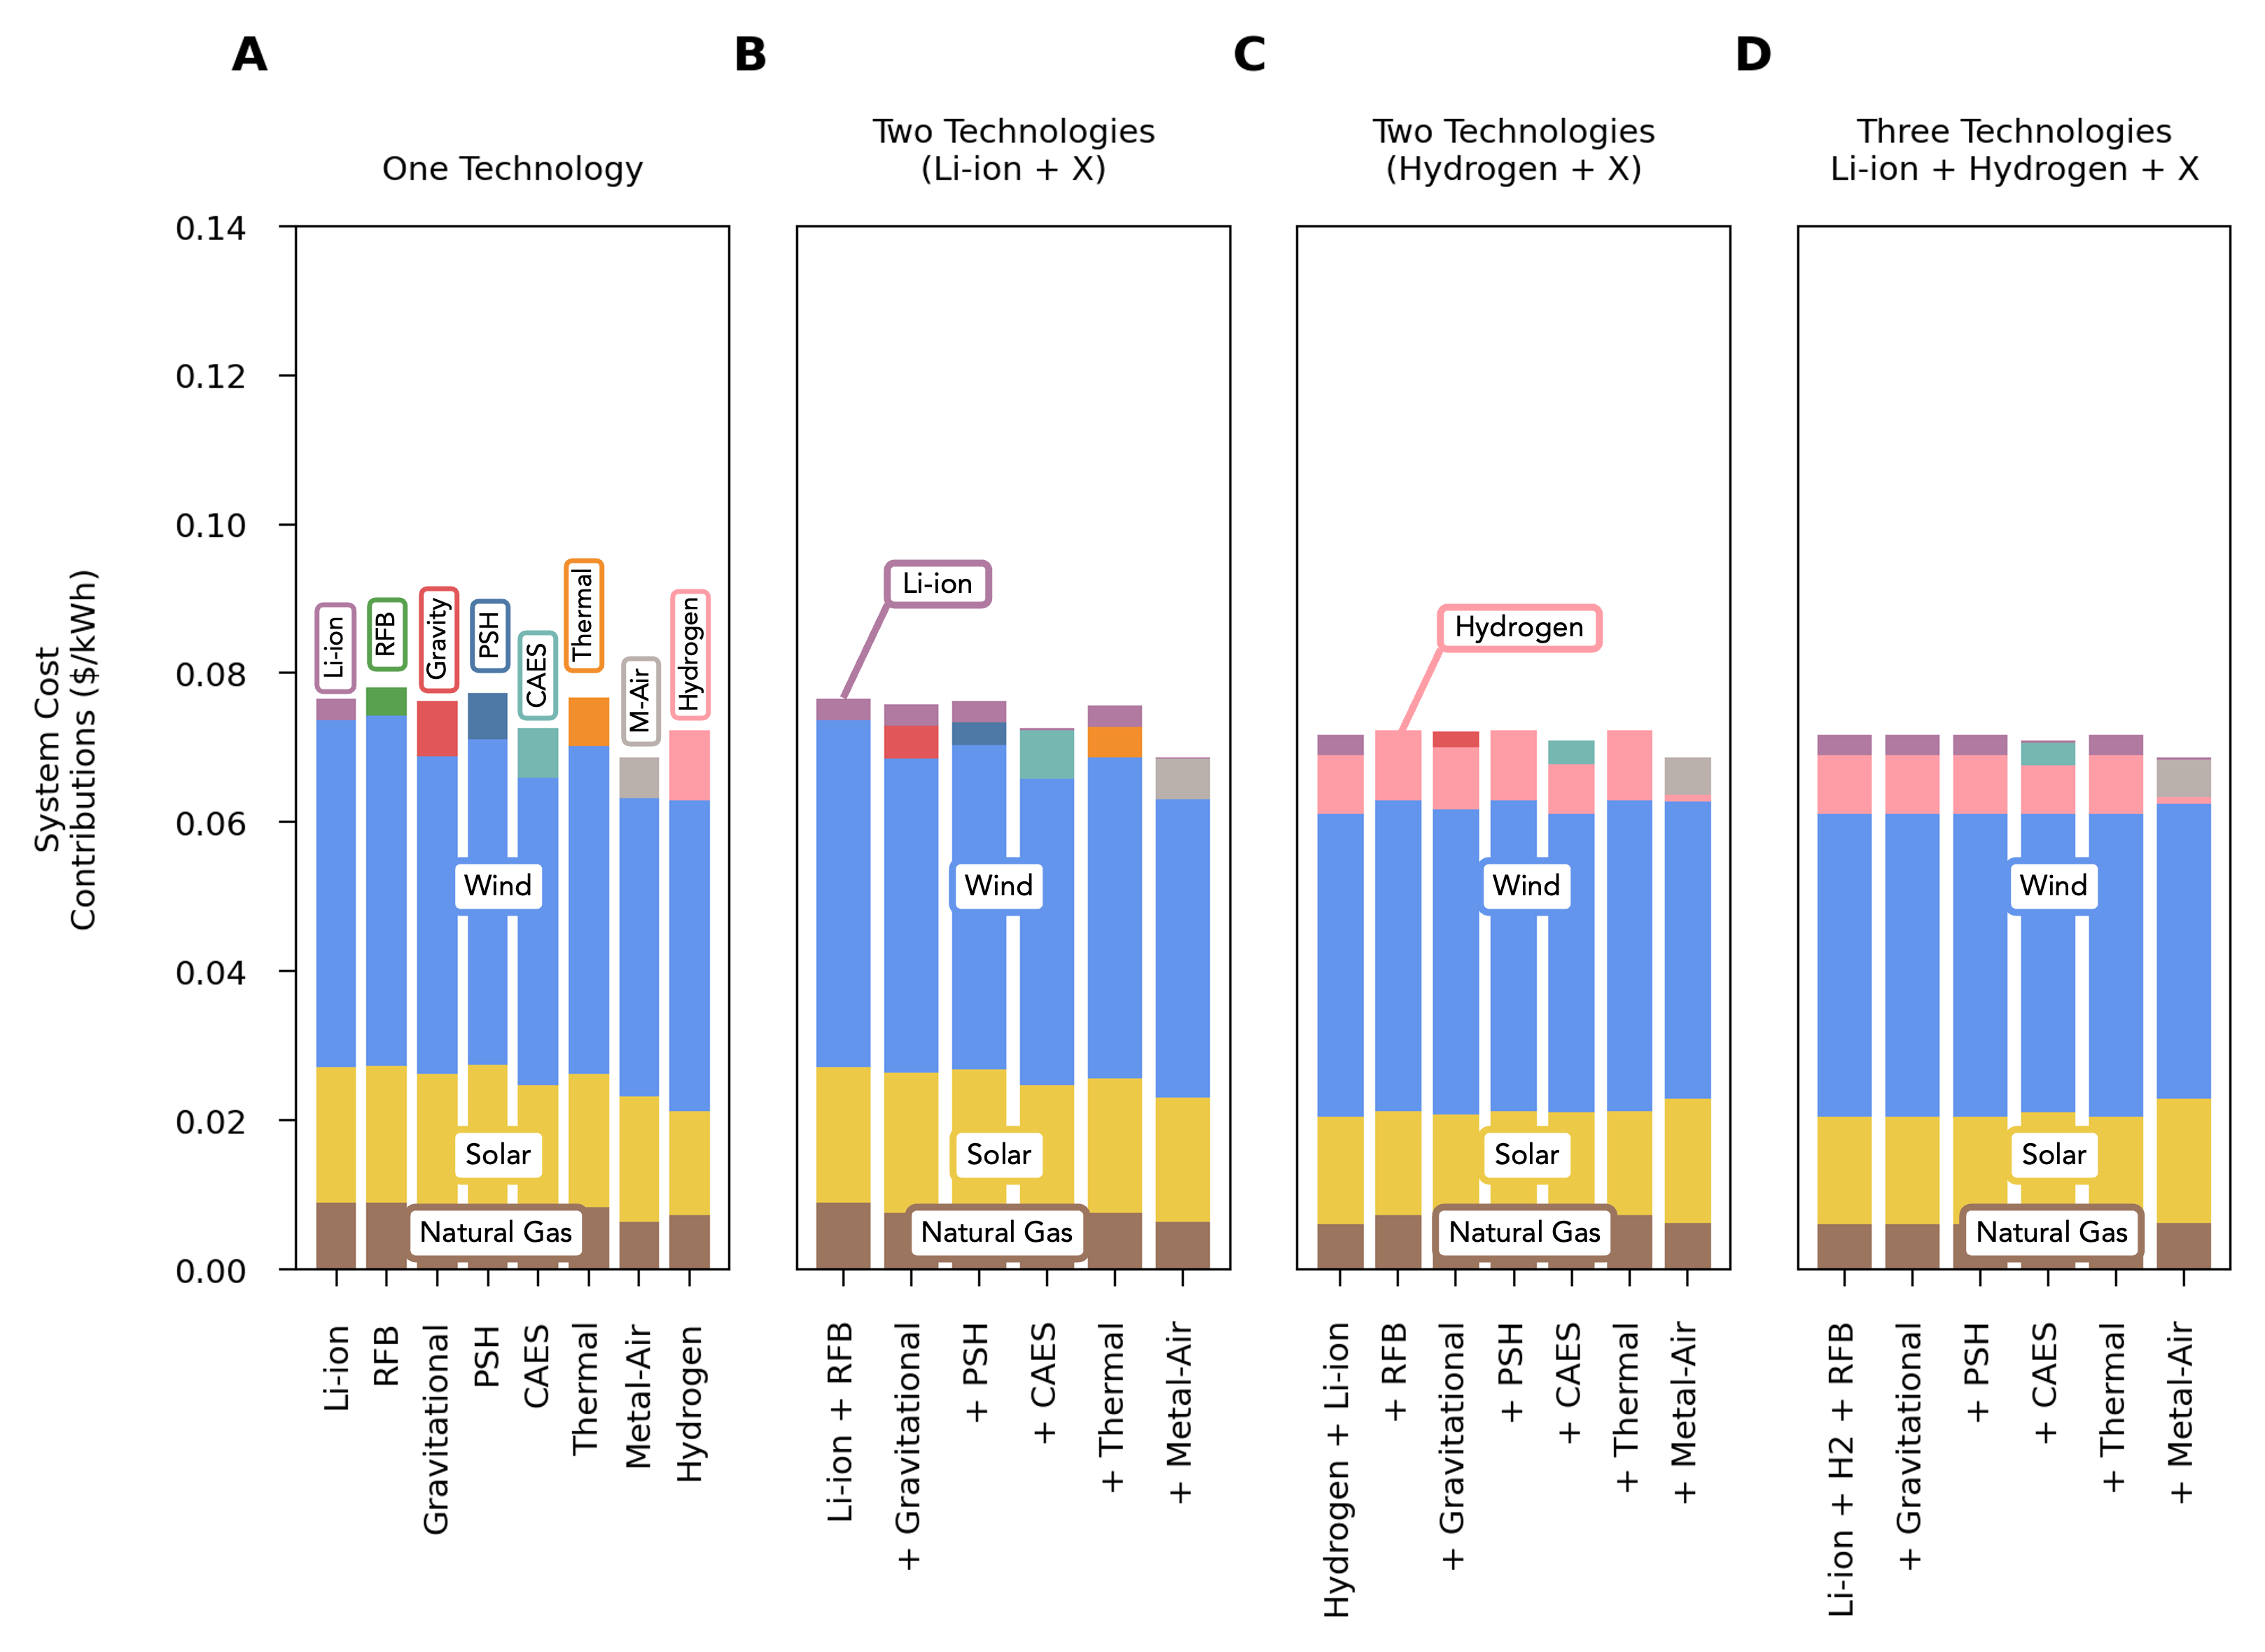 A
B
C
D
One Technology
Two Technologies
(Li-ion + X)
Two Technologies
(Hydrogen + X)
Three Technologies
Li-ion + Hydrogen + X
System Cost
Contributions ($/kWh)
0.14
0.12
0.10
0.08
0.06
0.04
0.02
0.00
Li-ion
RFB
Gravity
PSH
CAES
Thermal
M-Air
Hydrogen
Wind
Solar
Natural Gas
Li-ion
RFB
Gravitational
PSH
CAES
Thermal
Metal-Air
Hydrogen
Li-ion
Wind
Solar
Natural Gas
Li-ion + RFB
+ Gravitational
+ PSH
+ CAES
+ Thermal
+ Metal-Air
Hydrogen
Wind
Solar
Natural Gas
Hydrogen + Li-ion
+ RFB
+ Gravitational
+ PSH
+ CAES
+ Thermal
+ Metal-Air
Wind
Solar
Natural Gas
Li-ion + H2 + RFB
+ Gravitational
+ PSH
+ CAES
+ Thermal
+ Metal-Air